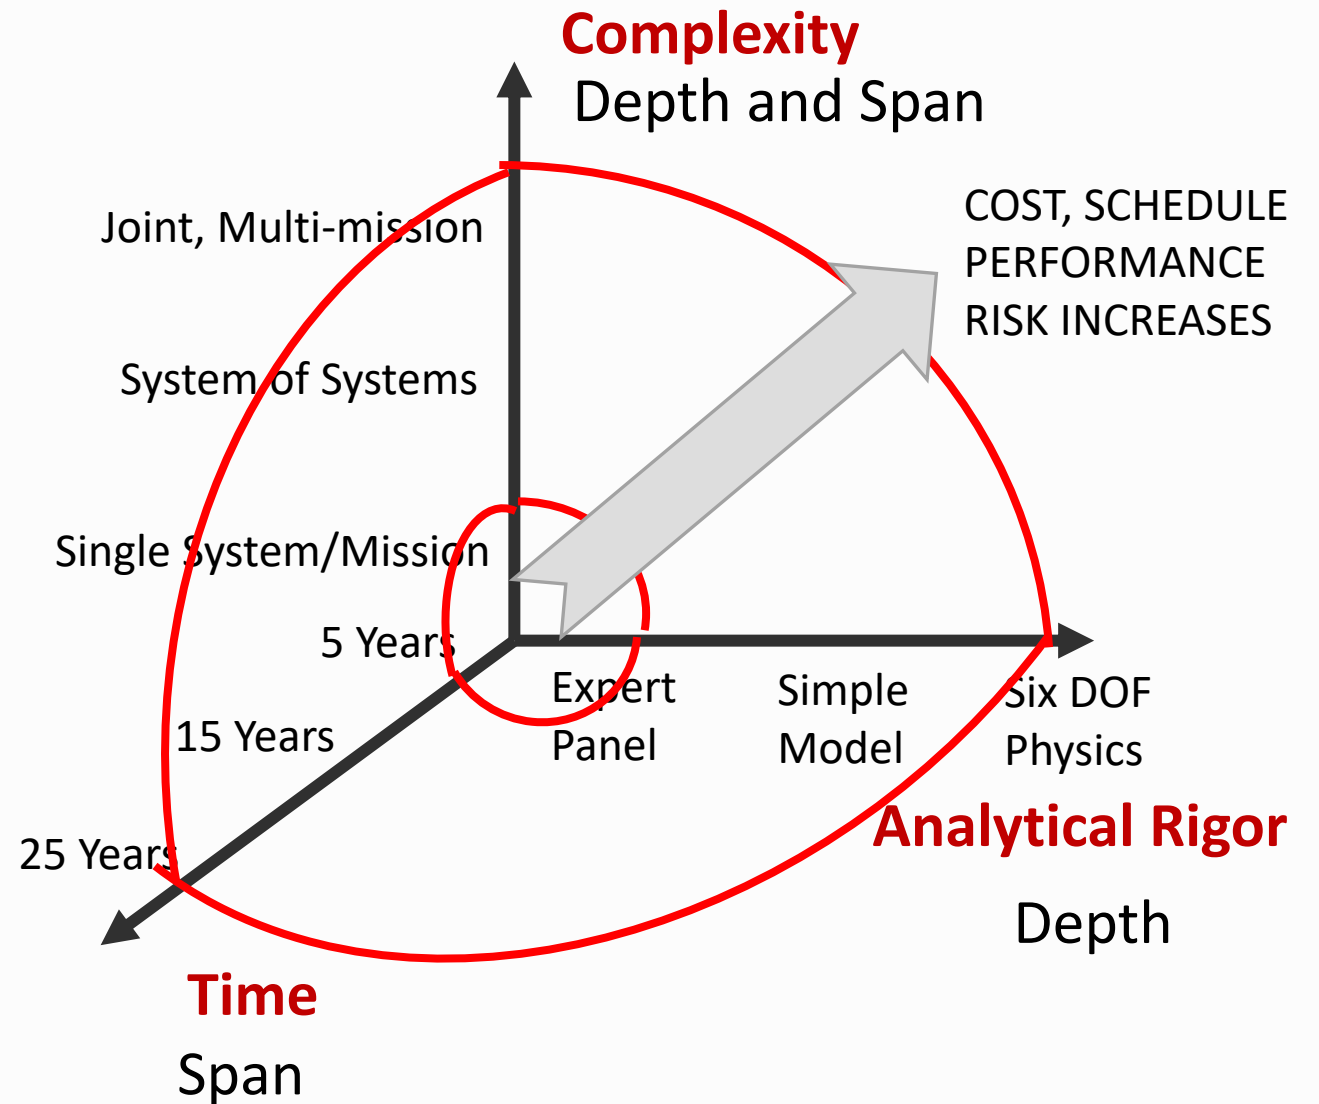 Complexity
Depth and Span
COST, SCHEDULE
PERFORMANCE
RISK INCREASES
Joint, Multi-mission
System of Systems
Single System/Mission
5 Years
15 Years
25 Years
Expert
Panel
Simple
Model
Six DOF
Physics
Analytical Rigor
Depth
Time
Span